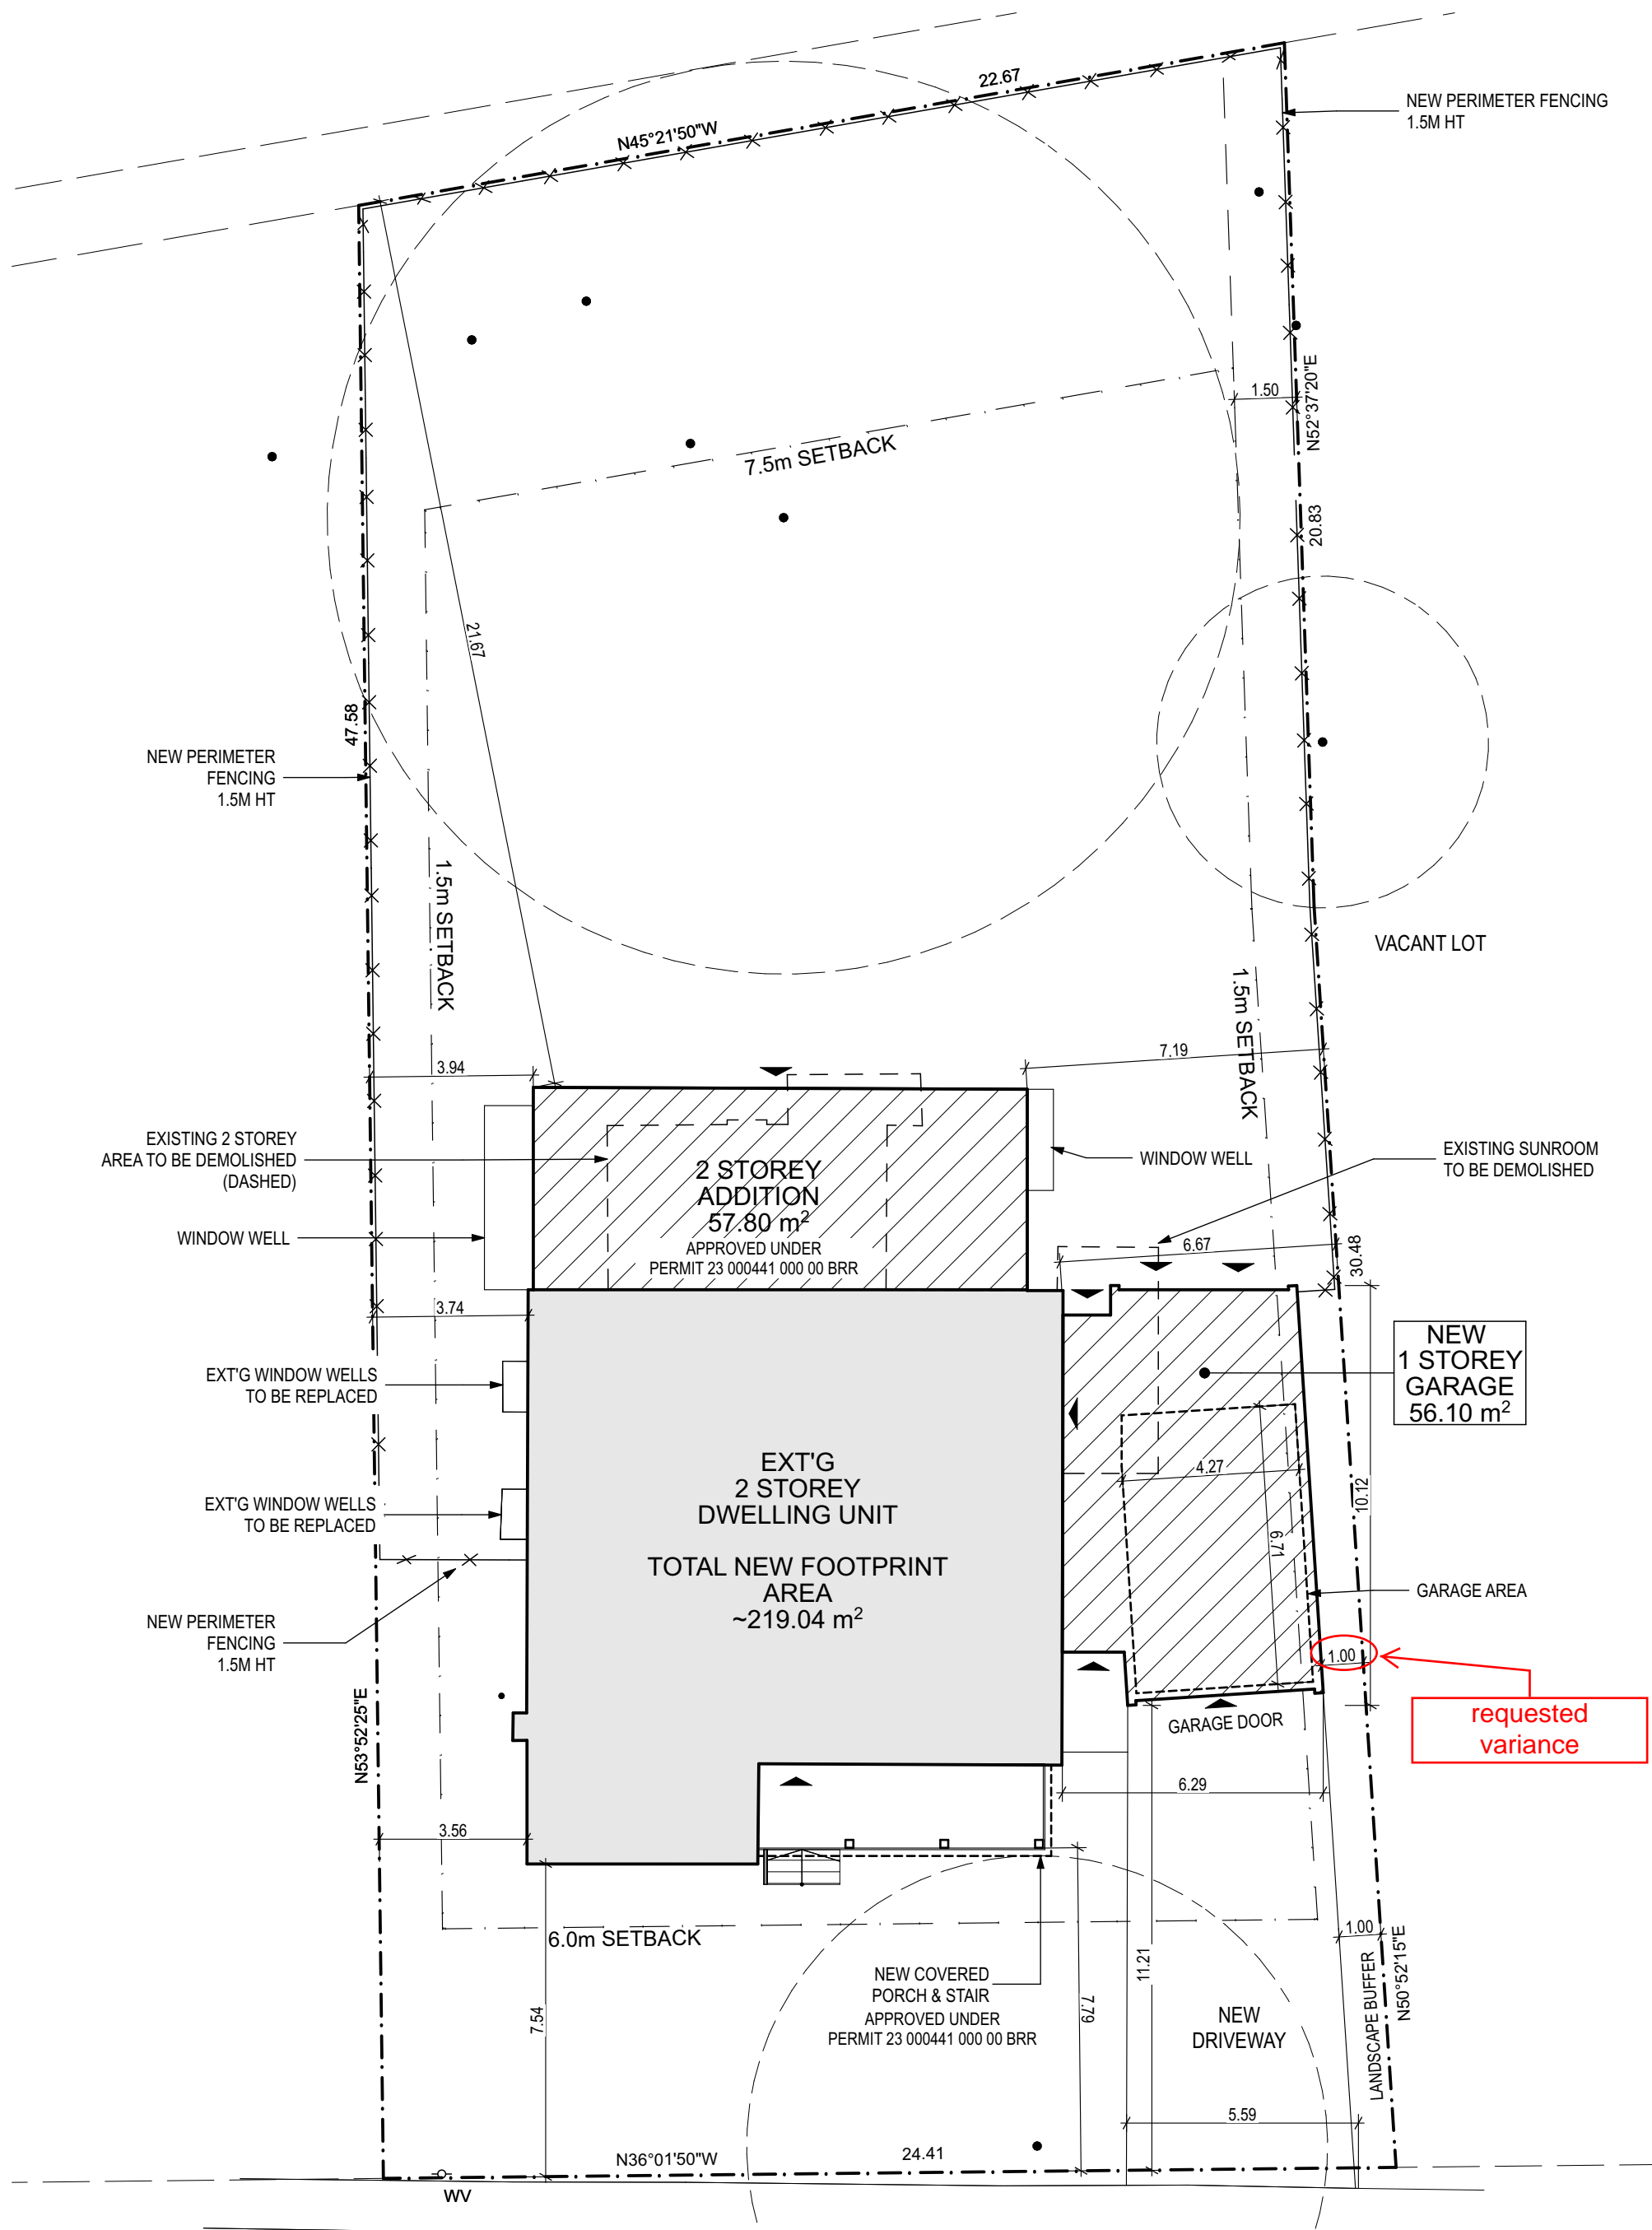 22.67
N45°21'50"W
NEW PERIMETER FENCING
1.5M HT
1.50
N52°37'20"E
7.5m SETBACK
20.83
21.67
47.58
NEW PERIMETER
FENCING
1.5M HT
1.5m SETBACK
VACANT LOT
1.5m SETBACK
3.94
7.19
EXISTING 2 STOREY
AREA TO BE DEMOLISHED
(DASHED)
2 STOREY
ADDITION
57.80 m²
APPROVED UNDER
PERMIT 23 000441 000 00 BRR
WINDOW WELL
EXISTING SUNROOM
TO BE DEMOLISHED
WINDOW WELL
6.67
30.48
3.74
NEW
1 STOREY
GARAGE
56.10 m²
EXT'G WINDOW WELLS
TO BE REPLACED
EXT'G
2 STOREY
DWELLING UNIT
4.27
10.12
EXT'G WINDOW WELLS
TO BE REPLACED
6.71
TOTAL NEW FOOTPRINT
AREA
~219.04 m²
GARAGE AREA
NEW PERIMETER
FENCING
1.5M HT
1.00
N53°52'25"E
GARAGE DOOR
requested
variance
6.29
3.56
6.0m SETBACK
1.00
N50°52'15"E
11.21
NEW COVERED
PORCH & STAIR
APPROVED UNDER
PERMIT 23 000441 000 00 BRR
7.54
7.79
NEW
DRIVEWAY
LANDSCAPE BUFFER
5.59
N36°01'50"W
24.41
WV